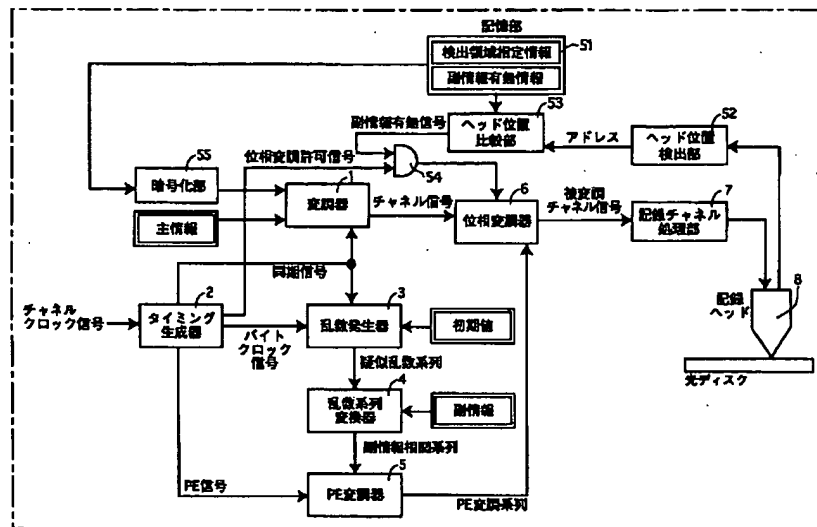 記憶部
検出領域指定情報
51
副情報有無情報
副情報有無信号
53
ヘッド位置
比較部
アドレス
52
ヘッド位置
検出部
位相変調許可信号
54
55
暗号化部
1
変調器
チャネル信号
6
位相変調器
被変調
チャネル信号
7
記録チャネル
処理部
主情報
同期信号
チャネル
クロック信号
2
タイミング
生成器
バイト
クロック
信号
3
乱数発生器
初期値
記録
ヘッド
8
光ディスク
疑似乱数系列
4
乱数系列
変換器
副情報
副情報相関系列
PE信号
5
PE変調器
PE変調系列